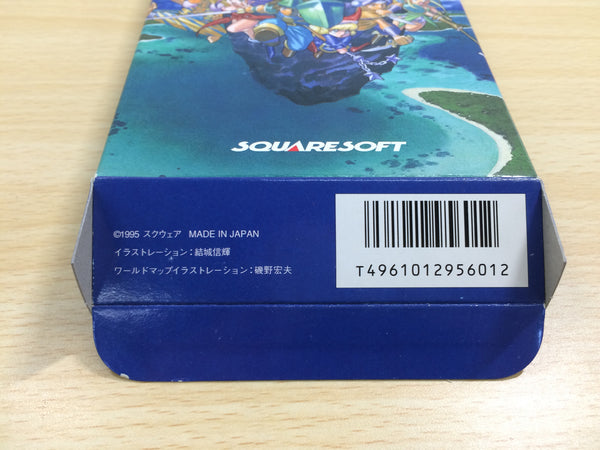 SQUARESOFT
©1995 スクウェア MADE IN JAPAN
イラストレーション：結城信輝
ワールドマップイラストレーション：磯野宏夫
T4961012956012